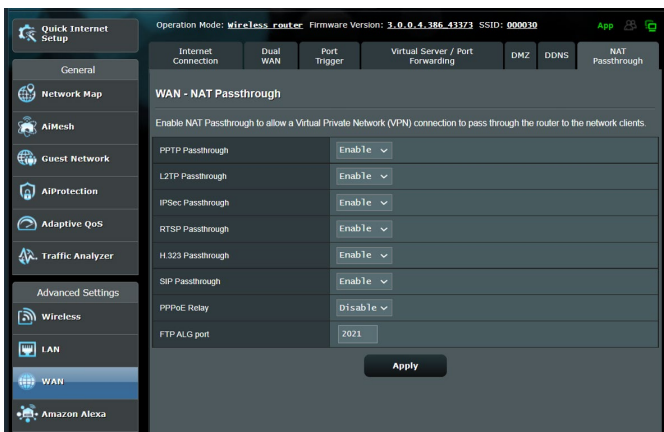 Quick Internet
Setup
Operation Mode: Wireless router Firmware Version: 3.0.0.4.386_43373 SSID: 000030
App
Internet
Connection
Dual
WAN
Port
Trigger
Virtual Server / Port
Forwarding
DMZ
DDNS
NAT
Passthrough
General
Network Map
AiMesh
Guest Network
AiProtection
Adaptive QoS
Traffic Analyzer
Advanced Settings
Wireless
LAN
WAN
Amazon Alexa
WAN - NAT Passthrough
Enable NAT Passthrough to allow a Virtual Private Network (VPN) connection to pass through the router to the network clients.
PPTP Passthrough Enable
L2TP Passthrough Enable
IPSec Passthrough Enable
RTSP Passthrough Enable
H.323 Passthrough Enable
SIP Passthrough Enable
PPPoE Relay Disable
FTP ALG port 2021
Apply